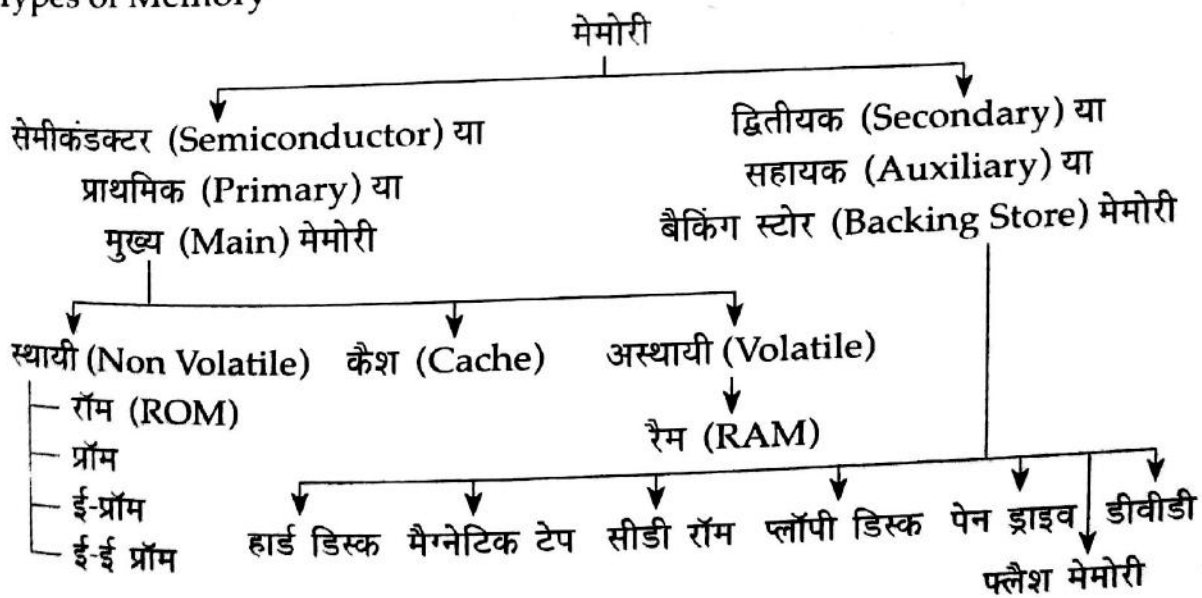 Types of Memory
मेमोरी
सेमीकंडक्टर (Semiconductor) या
प्राथमिक (Primary) या
मुख्य (Main) मेमोरी
द्वितीयक (Secondary) या
सहायक (Auxiliary) या
बैकिंग स्टोर (Backing Store) मेमोरी
स्थायी (Non Volatile) कैश (Cache) अस्थायी (Volatile)
रॉम (ROM)
प्रॉम
ई-प्रॉम
ई-ई प्रॉम
रैम (RAM)
हार्ड डिस्क मैग्नेटिक टेप सीडी रॉम प्लॉपी डिस्क पेन ड्राइव डीवीडी
फ्लैश मेमोरी